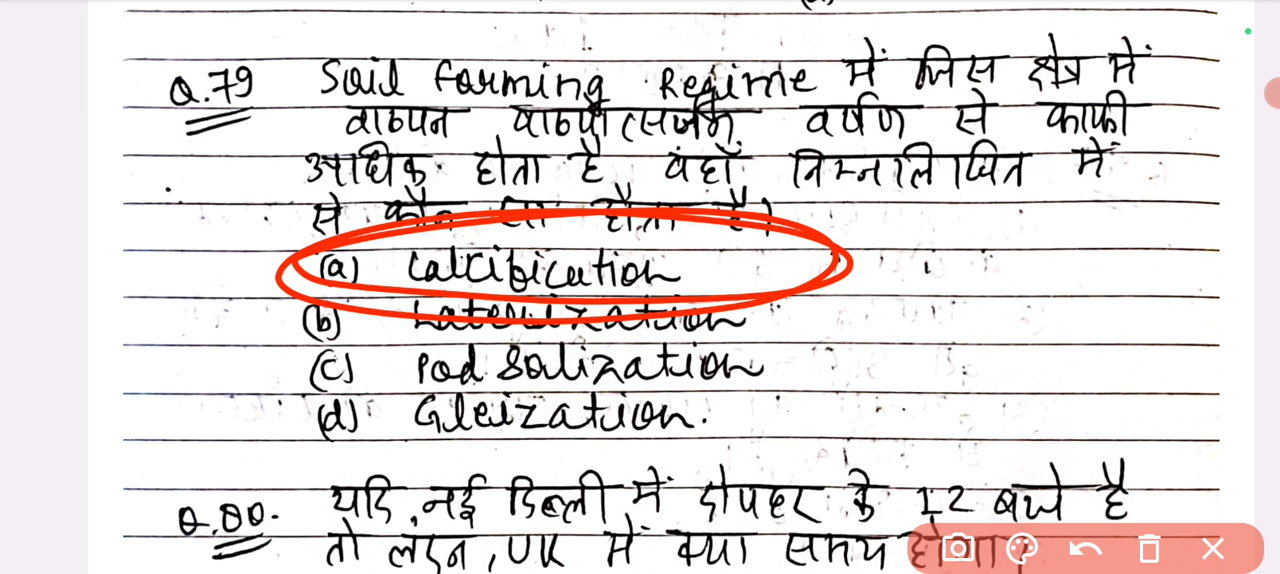 Q.79 Soil forming Regime में जिस क्षेत्र में
वाष्पन वाष्पोत्सर्जन वर्षण से काफी
अधिक होता है वहाँ निम्नलिखित में
से कौन सा होता है।
(a) Calcification
(b) Laterization
(c) Podsolization
(d) Gleization.
Q.80. यदि नई दिल्ली में दोपहर के 12 बजे है
तो लंदन, UK में क्या समय होगा?